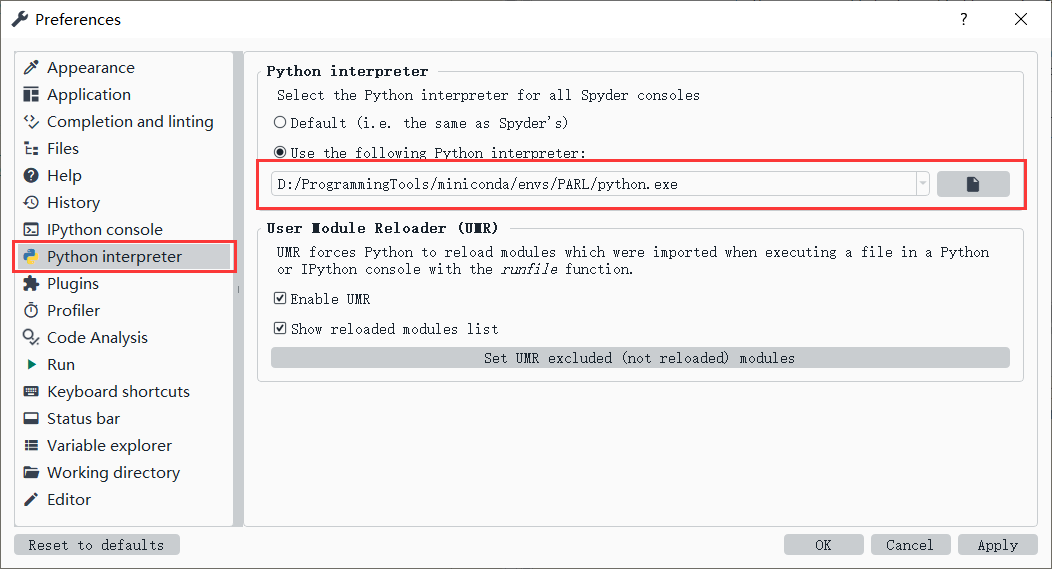 Preferences
?
Appearance
Application
Completion and linting
Files
Help
History
IPython console
Python interpreter
Plugins
Profiler
Code Analysis
Run
Keyboard shortcuts
Status bar
Variable explorer
Working directory
Editor
Python interpreter
Select the Python interpreter for all Spyder consoles
Default (i.e. the same as Spyder's)
Use the following Python interpreter:
D:/ProgrammingTools/miniconda/envs/PARL/python.exe
User Module Reloader (UMR)
UMR forces Python to reload modules which were imported when executing a file in a Python
or IPython console with the runfile function.
Enable UMR
Show reloaded modules list
Set UMR excluded (not reloaded) modules
Reset to defaults
OK
Cancel
Apply